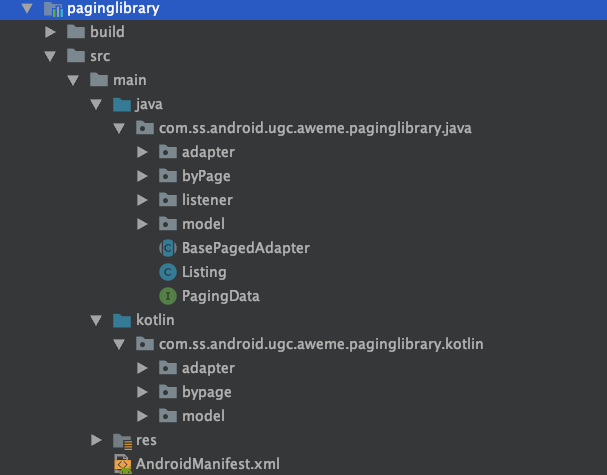 paginglibrary
build
src
main
java
com.ss.android.ugc.aweme.paginglibrary.java
adapter
byPage
listener
model
C BasePagedAdapter
C Listing
I PagingData
kotlin
com.ss.android.ugc.aweme.paginglibrary.kotlin
adapter
bypage
model
res
AndroidManifest.xml